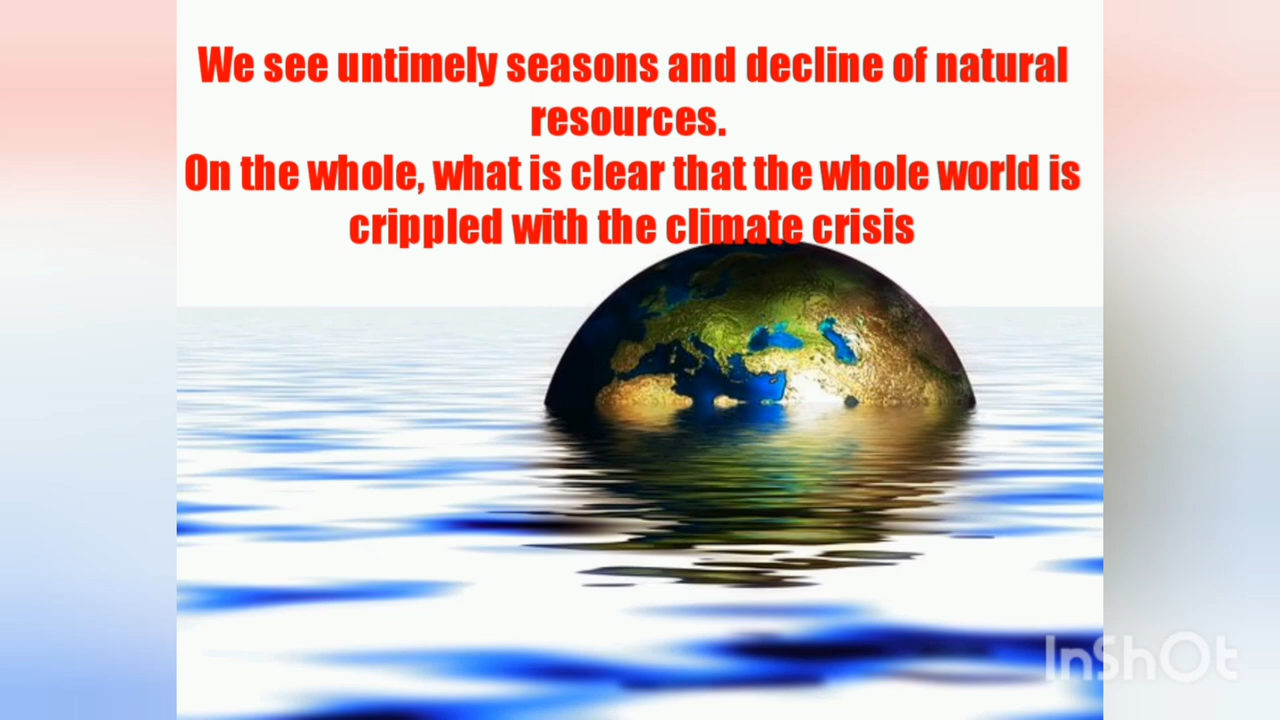 We see untimely seasons and decline of natural
resources.
On the whole, what is clear that the whole world is
crippled with the climate crisis
InShOt